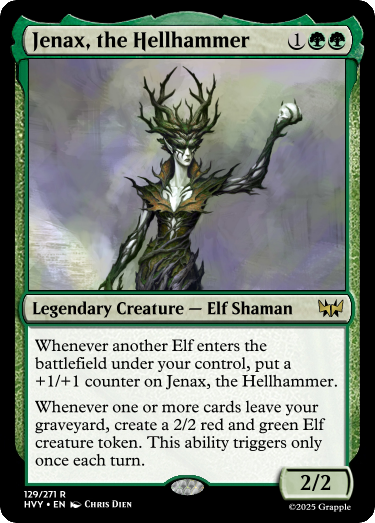 Jenax, the Hellhammer 1
Legendary Creature — Elf Shaman
Whenever another Elf enters the
battlefield under your control, put a
+1/+1 counter on Jenax, the Hellhammer.
Whenever one or more cards leave your
graveyard, create a 2/2 red and green Elf
creature token. This ability triggers only
once each turn.
2/2
129/271 R
HVY • EN Chris Dien
©2025 Grapple